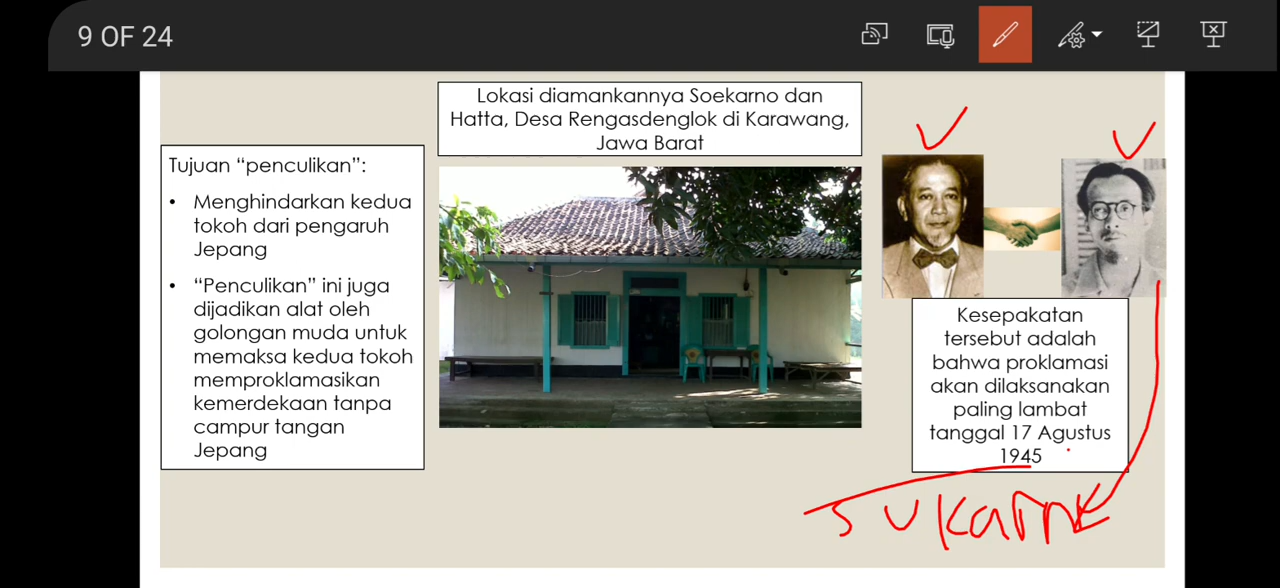 9 OF 24
Lokasi diamankannya Soekarno dan
Hatta, Desa Rengasdenglok di Karawang,
Jawa Barat
Tujuan “penculikan”:
• Menghindarkan kedua
tokoh dari pengaruh
Jepang
• “Penculikan” ini juga
dijadikan alat oleh
golongan muda untuk
memaksa kedua tokoh
memproklamasikan
kemerdekaan tanpa
campur tangan
Jepang
Kesepakatan
tersebut adalah
bahwa proklamasi
akan dilaksanakan
paling lambat
tanggal 17 Agustus
1945